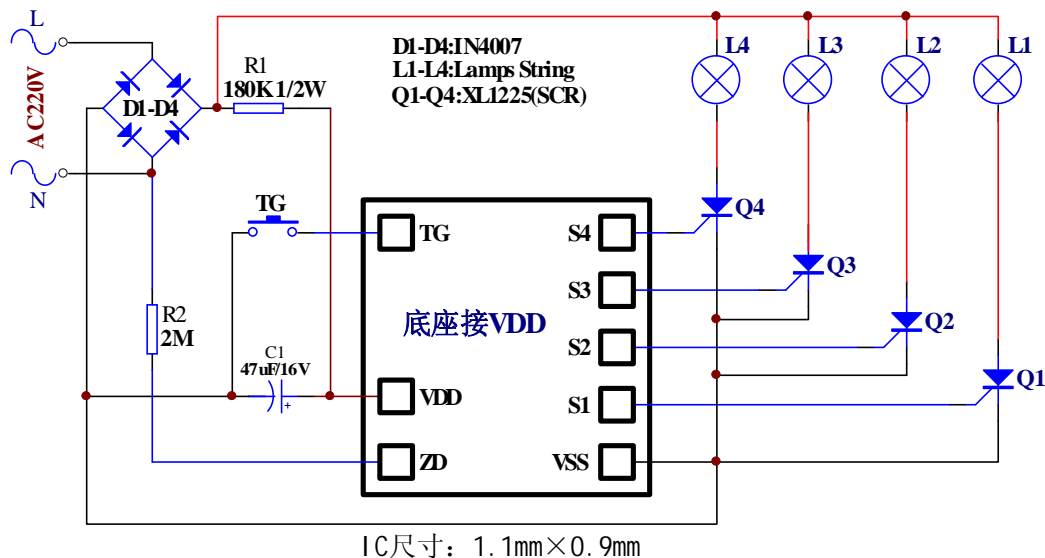 L
AC220V
N
D1-D4
R1
180K 1/2W
D1-D4:IN4007
L1-L4:Lamps String
Q1-Q4:XL1225(SCR)
L4
L3
L2
L1
TG
TG
S4
Q4
S3
Q3
底座接VDD
R2
2M
S2
Q2
C1
47uF/16V
+
VDD
S1
Q1
ZD
VSS
IC尺寸: 1.1mm×0.9mm